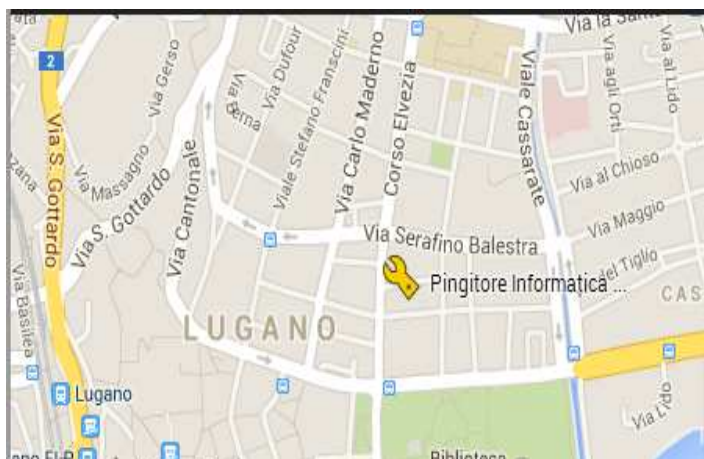 Via la Santa
2
Via Gerso
Via Dufour
Via Berna
Viale Stefano Franscini
Via Carlo Maderno
Corso Elvezia
Viale Cassarate
Via agli Orti
Via al Lido
Via S. Gottardo
Via Massagno
Via S. Gottardo
Via Cantonale
Via al Chioso
Via Maggio
Via Serafino Balestra
del Tiglio
Pingitore Informatica ...
CAS
Via Basilea
LUGANO
Lugano
Via Lido
Biblioteca